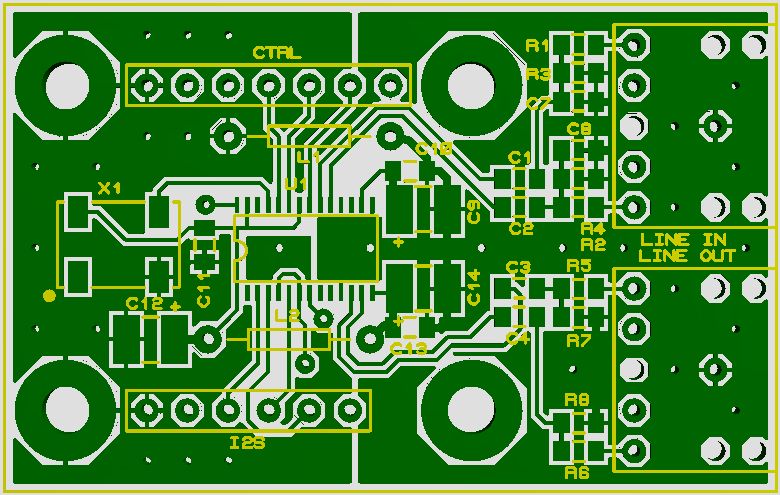 CTRL
R1
R3
C7
C8
L1
C10
C1
X1
U1
C9
C2
R4
R2
LINE IN
LINE OUT
C11
C14
C3
R5
C12
+
+
+
L2
C13
C4
R7
I2S
R8
R6